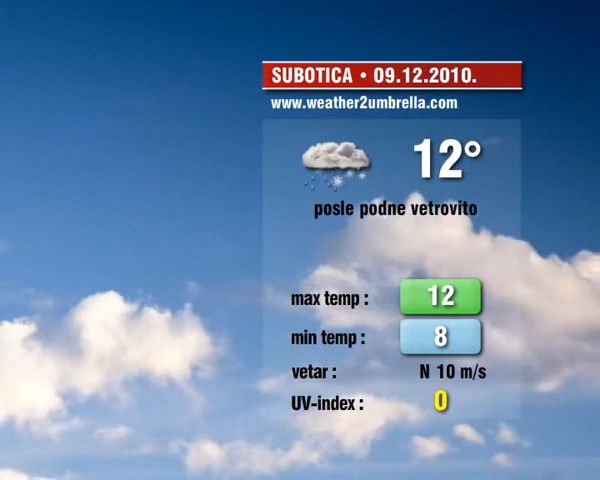 SUBOTICA • 09.12.2010.
www.weather2umbrella.com
12°
posle podne vetrovito
max temp : 12
min temp : 8
vetar : N 10 m/s
UV-index : 0